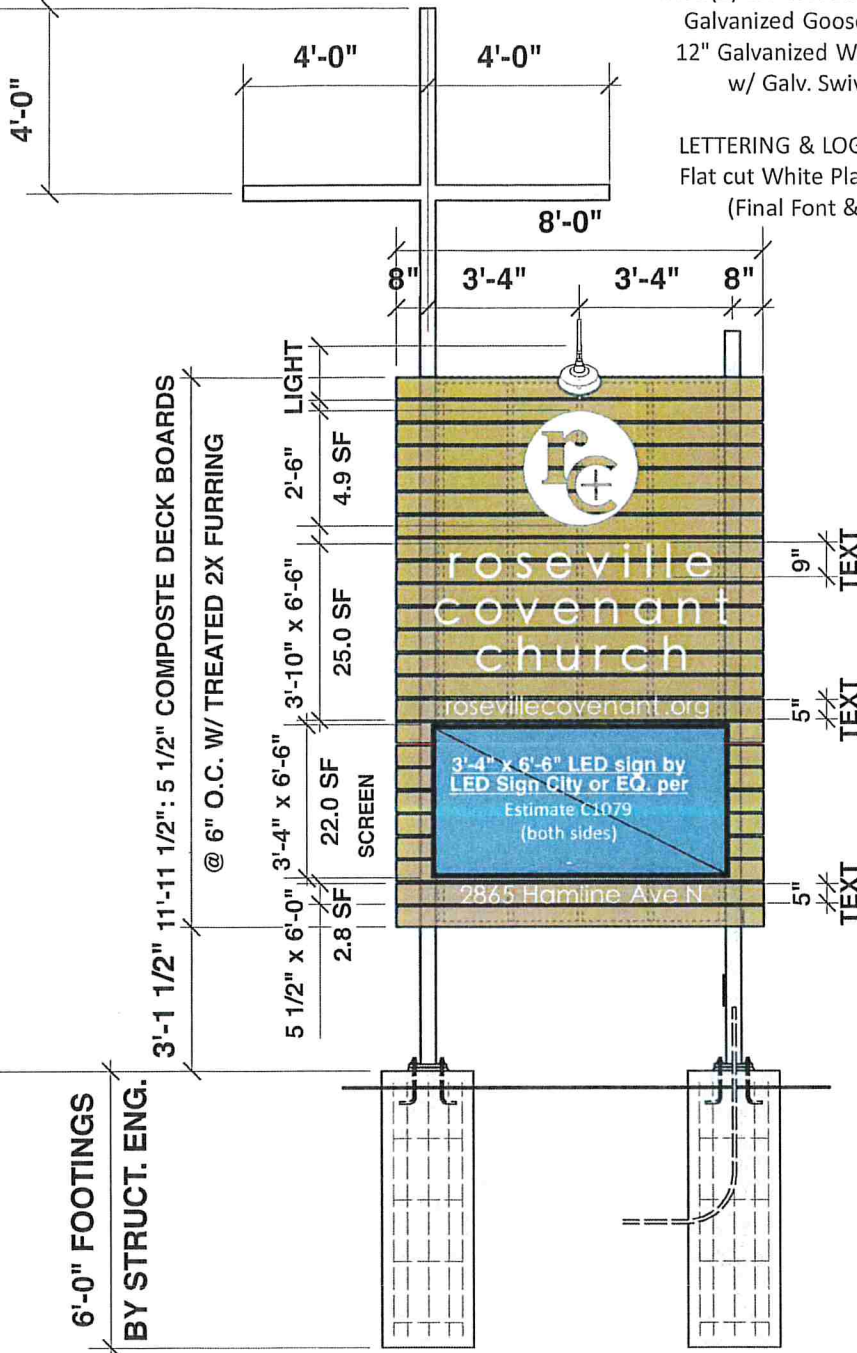 Galvanized
12" Galvanized
w/ Galv.
LETTERING &
Flat cut White
(Final Font &
4'-0"
4'-0"
4'-0"
8'-0"
8"
3'-4"
3'-4"
8"
LIGHT
2'-6"
4.9 SF
3'-10" x 6'-6"
25.0 SF
3'-4" x 6'-6"
22.0 SF
SCREEN
5 1/2" x 6'-0"
2.8 SF
11'-11 1/2": 5 1/2" COMPOSTE DECK BOARDS
@ 6" O.C. W/ TREATED 2X FURRING
3'-1 1/2"
6'-0" FOOTINGS
BY STRUCT. ENG.
rc
roseville
covenant
church
rosevillecovenant.org
3'-4" x 6'-6" LED sign by
LED Sign City or EQ. per
Estimate C1079
(both sides)
2865 Hamline Ave N
9"
TEXT
5"
TEXT
5"
TEXT